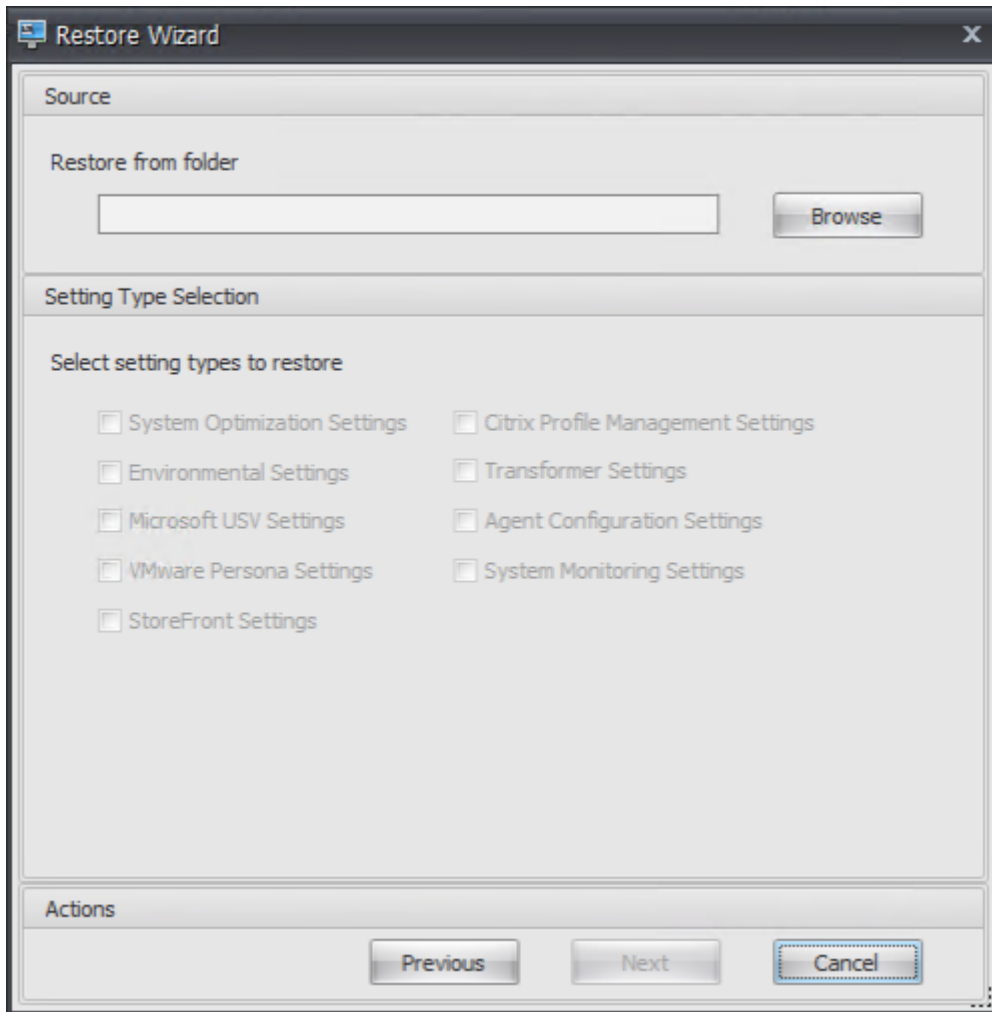 Restore Wizard
x
Source
Restore from folder
Browse
Setting Type Selection
Select setting types to restore
System Optimization Settings Citrix Profile Management Settings
Environmental Settings Transformer Settings
Microsoft USV Settings Agent Configuration Settings
VMware Persona Settings System Monitoring Settings
StoreFront Settings
Actions
Previous Next Cancel